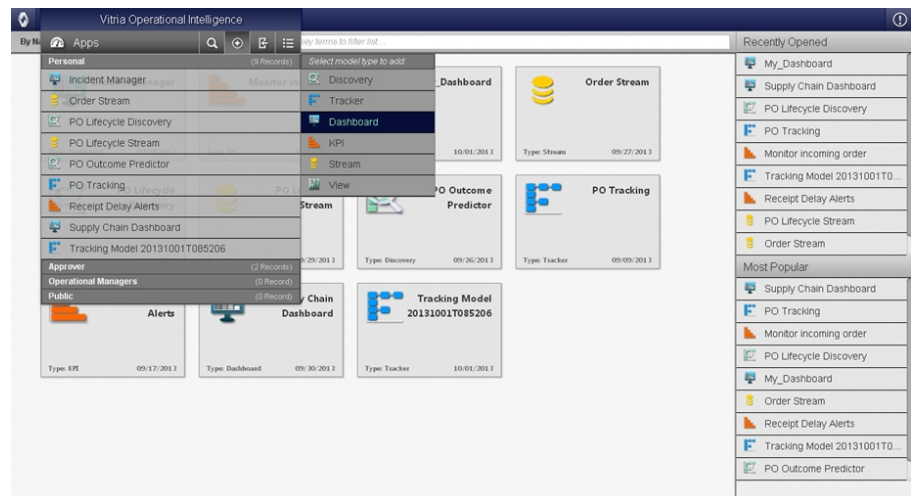 Vitria Operational Intelligence
By Na
Apps
key terms to filter list...
Personal
(9 Records)
Incident Manager
Order Stream
PO Lifecycle Discovery
PO Lifecycle Stream
PO Outcome Predictor
PO Tracking
Receipt Delay Alerts
Supply Chain Dashboard
Tracking Model 20131001T085206
Approver
(2 Records)
Operational Managers
(0 Record)
Public
(0 Record)
Select model type to add:
Discovery
Tracker
Dashboard
KPI
Stream
View
_Dashboard
10/01/2013
Order Stream
Type: Stream
09/27/2013
Stream
9/29/2013
PO Outcome
Predictor
Type: Discovery
09/26/2013
PO Tracking
Type: Tracker
09/09/2013
Alerts
Type: KPI
09/17/2013
y Chain
Dashboard
Type: Dashboard
09/30/2013
Tracking Model
20131001T085206
Type: Tracker
10/01/2013
Recently Opened
My_Dashboard
Supply Chain Dashboard
PO Lifecycle Discovery
PO Tracking
Monitor incoming order
Tracking Model 20131001T0...
Receipt Delay Alerts
PO Lifecycle Stream
Order Stream
Most Popular
Supply Chain Dashboard
PO Tracking
Monitor incoming order
PO Lifecycle Discovery
My_Dashboard
Order Stream
Receipt Delay Alerts
Tracking Model 20131001T0...
PO Outcome Predictor